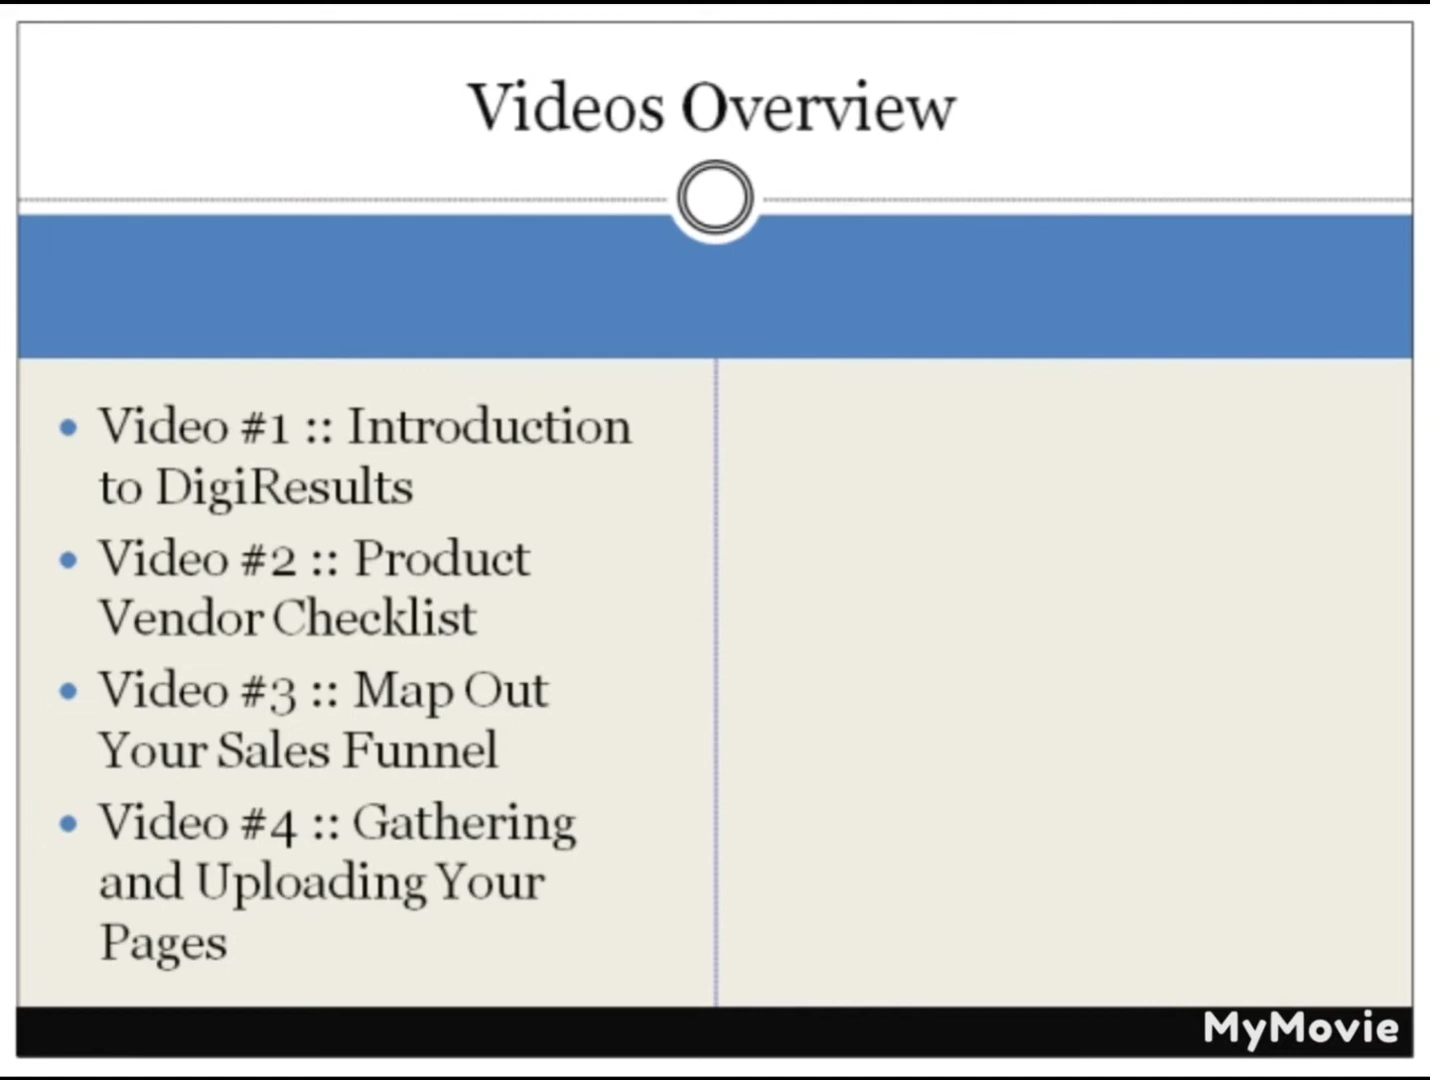 Videos Overview
• Video #1 :: Introduction
to DigiResults
• Video #2 :: Product
Vendor Checklist
• Video #3 :: Map Out
Your Sales Funnel
• Video #4 :: Gathering
and Uploading Your
Pages
MyMovie